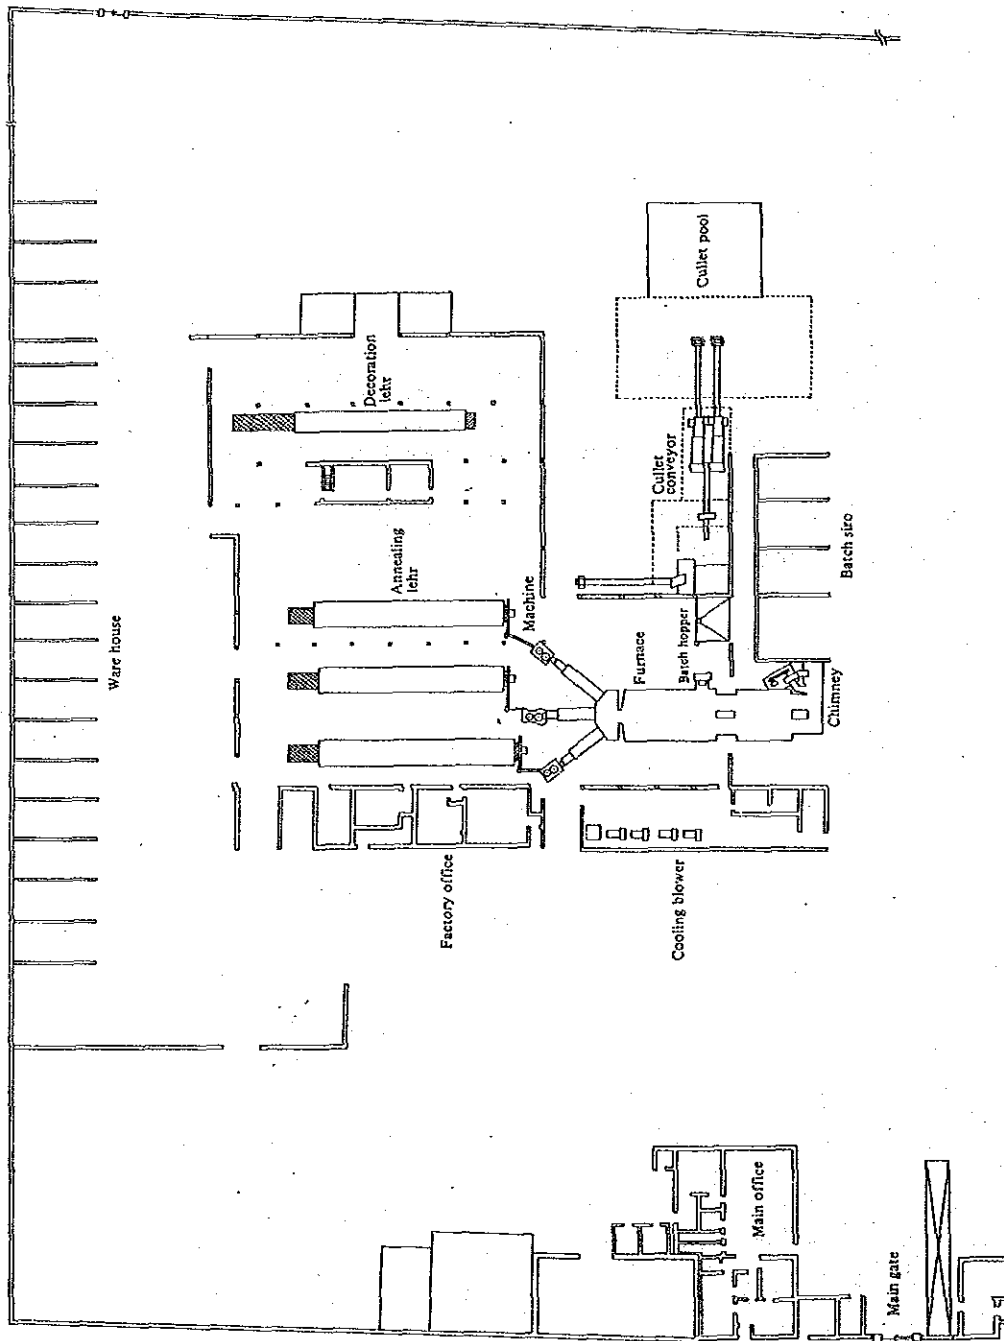 Ware house
Decoration
lehr
Annealing
lehr
Machine
Factory office
Cullet pool
Cullet
conveyor
Batch siro
Batch hopper
Furnace
Chimney
Cooling blower
Main office
Main gate